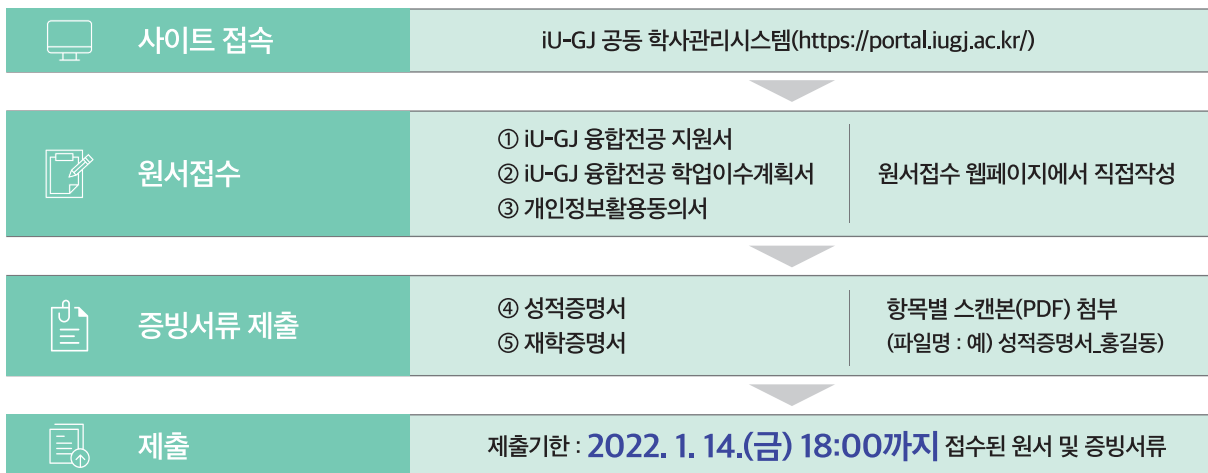 사이트 접속
iU-GJ 공동 학사관리시스템(https://portal.iugj.ac.kr/)
원서접수
① iU-GJ 융합전공 지원서
② iU-GJ 융합전공 학업이수계획서
③ 개인정보활용동의서
원서접수 웹페이지에서 직접작성
증빙서류 제출
④ 성적증명서
⑤ 재학증명서
항목별 스캔본(PDF) 첨부
(파일명 : 예) 성적증명서_홍길동)
제출
제출기한 : 2022. 1. 14.(금) 18:00까지 접수된 원서 및 증빙서류